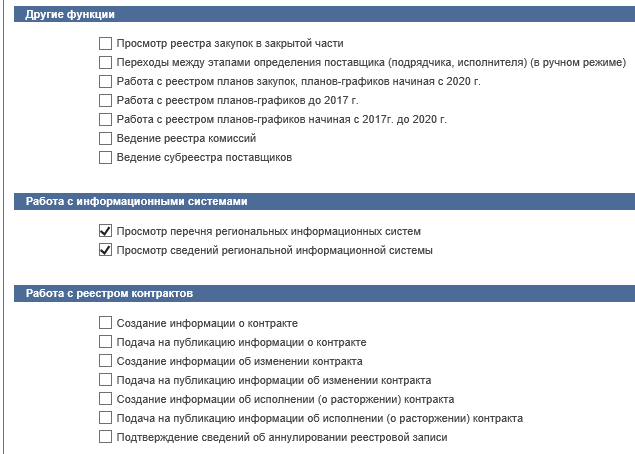 Другие функции
Просмотр реестра закупок в закрытой части
Переходы между этапами определения поставщика (подрядчика, исполнителя) (в ручном режиме)
Работа с реестром планов закупок, планов-графиков начиная с 2020 г.
Работа с реестром планов-графиков до 2017 г.
Работа с реестром планов-графиков начиная с 2017г. до 2020 г.
Ведение реестра комиссий
Ведение субреестра поставщиков
Работа с информационными системами
Просмотр перечня региональных информационных систем
Просмотр сведений региональной информационной системы
Работа с реестром контрактов
Создание информации о контракте
Подача на публикацию информации о контракте
Создание информации об изменении контракта
Подача на публикацию информации об изменении контракта
Создание информации об исполнении (о расторжении) контракта
Подача на публикацию информации об исполнении (о расторжении) контракта
Подтверждение сведений об аннулировании реестровой записи